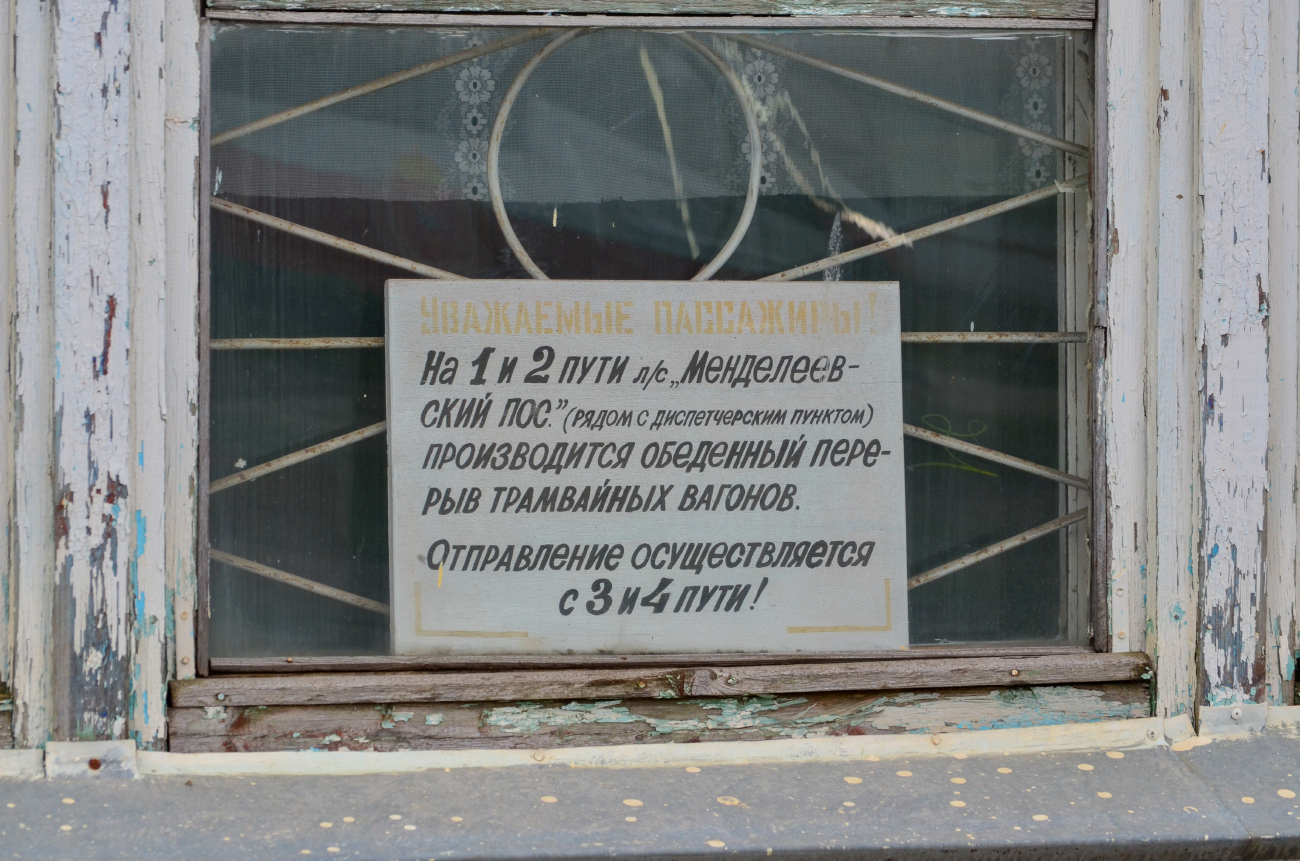 Уважаемые пассажиры!
На 1 и 2 пути л/с „Менделеев-
ский пос.” (рядом с диспетчерским пунктом)
производится обеденный пере-
рыв трамвайных вагонов.
Отправление осуществляется
с 3 и 4 пути!